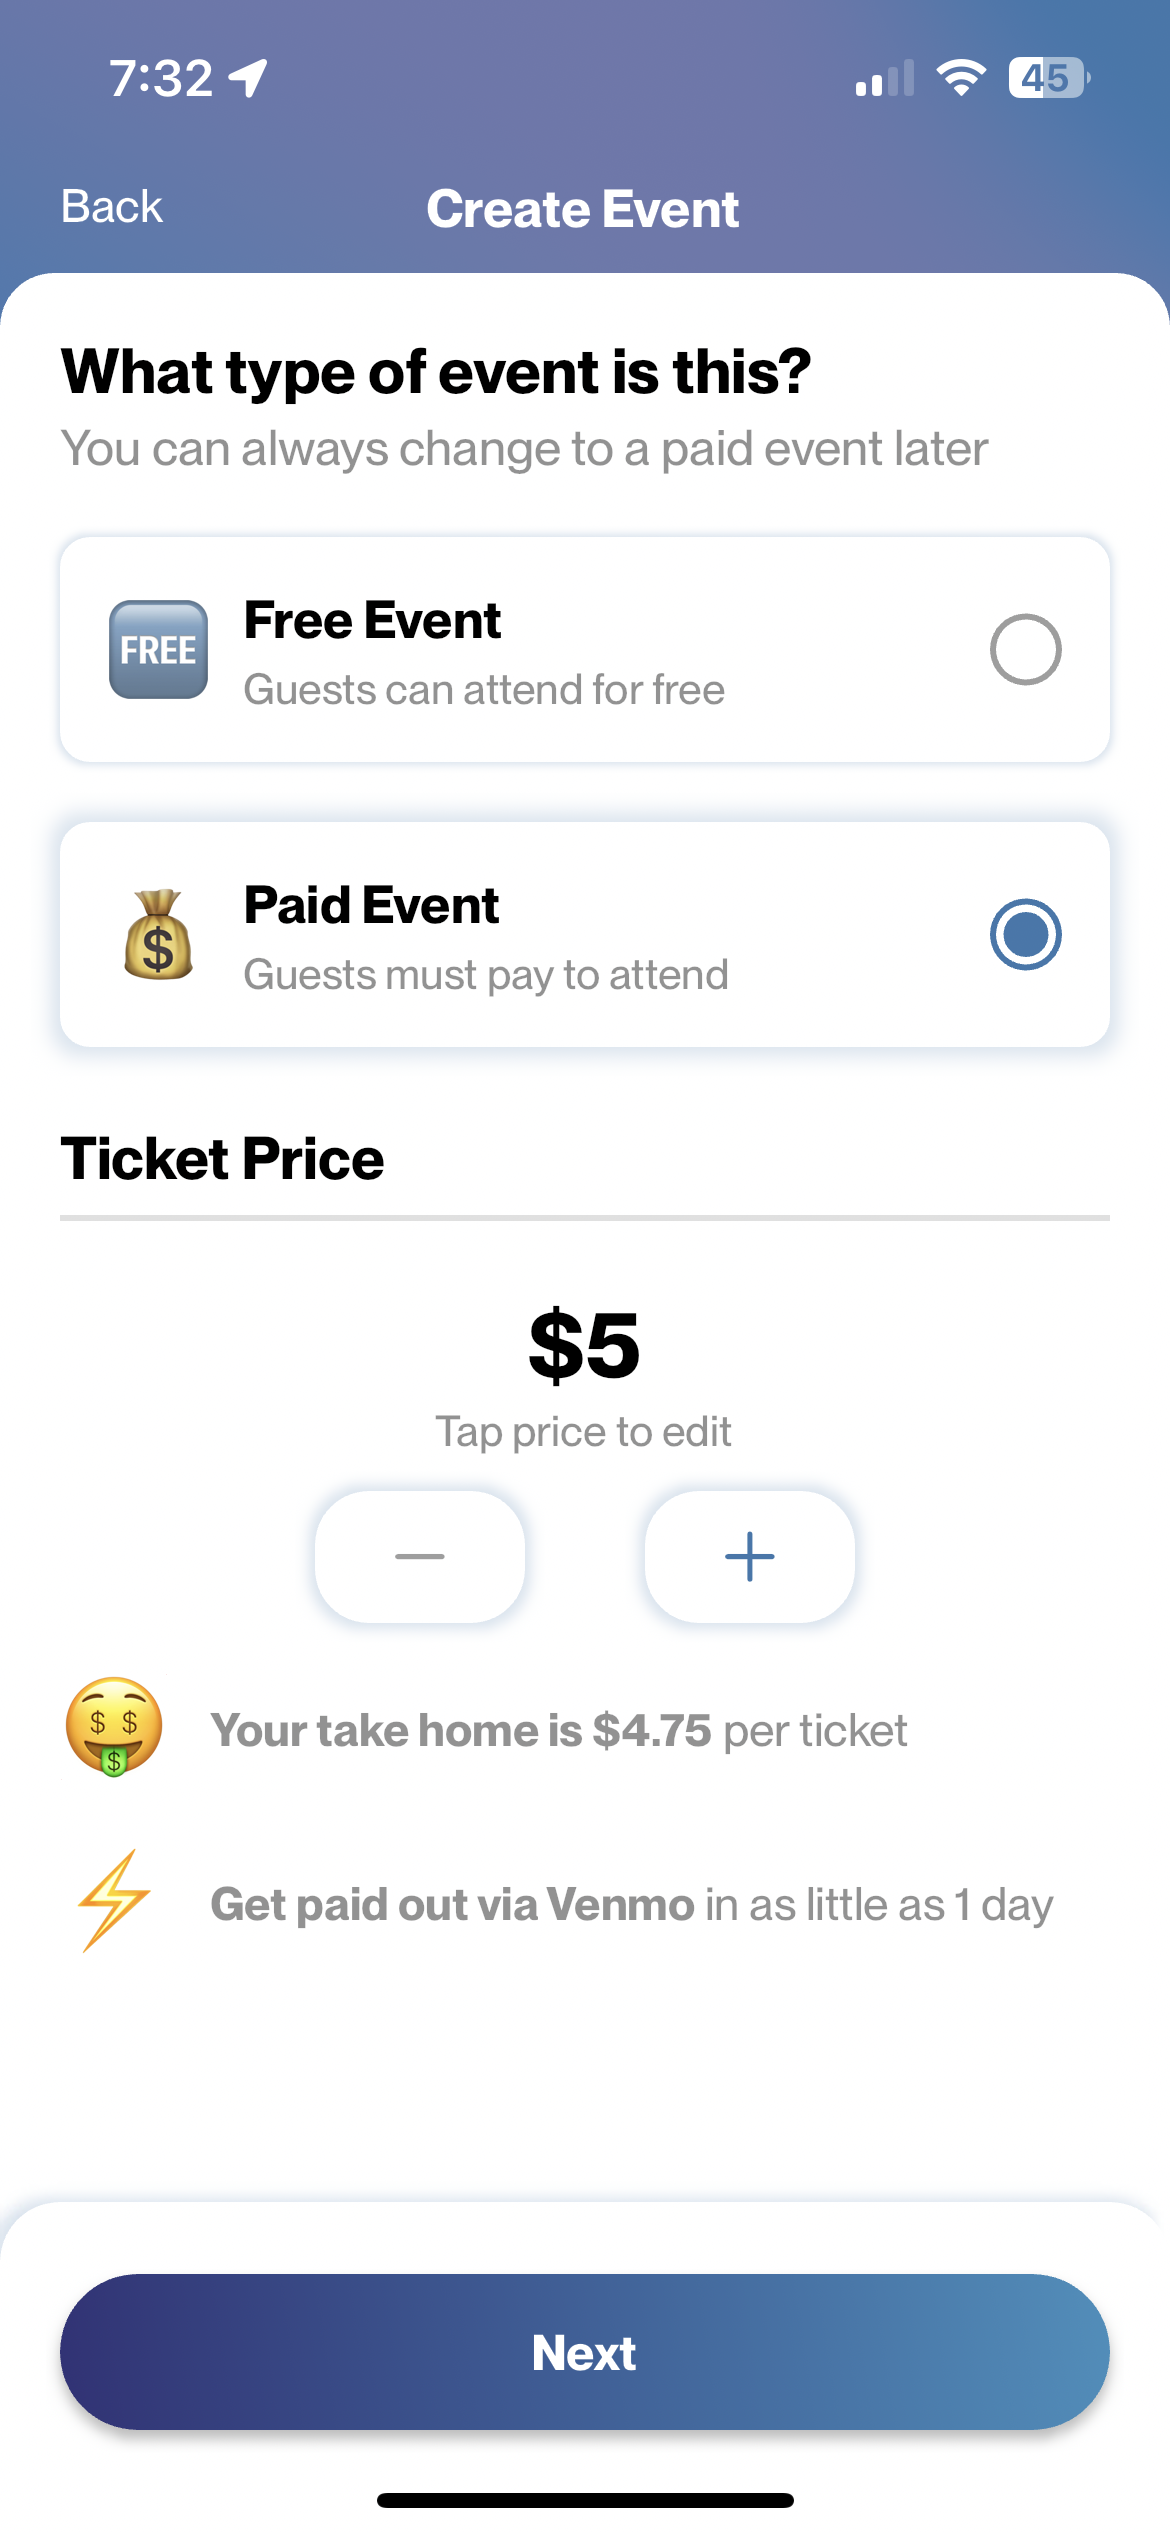 7:32
45
Back
Create Event
What type of event is this?
You can always change to a paid event later
FREE
Free Event
Guests can attend for free
$
Paid Event
Guests must pay to attend
Ticket Price
$5
Tap price to edit
$ $
$
Your take home is $4.75 per ticket
Get paid out via Venmo in as little as 1 day
Next